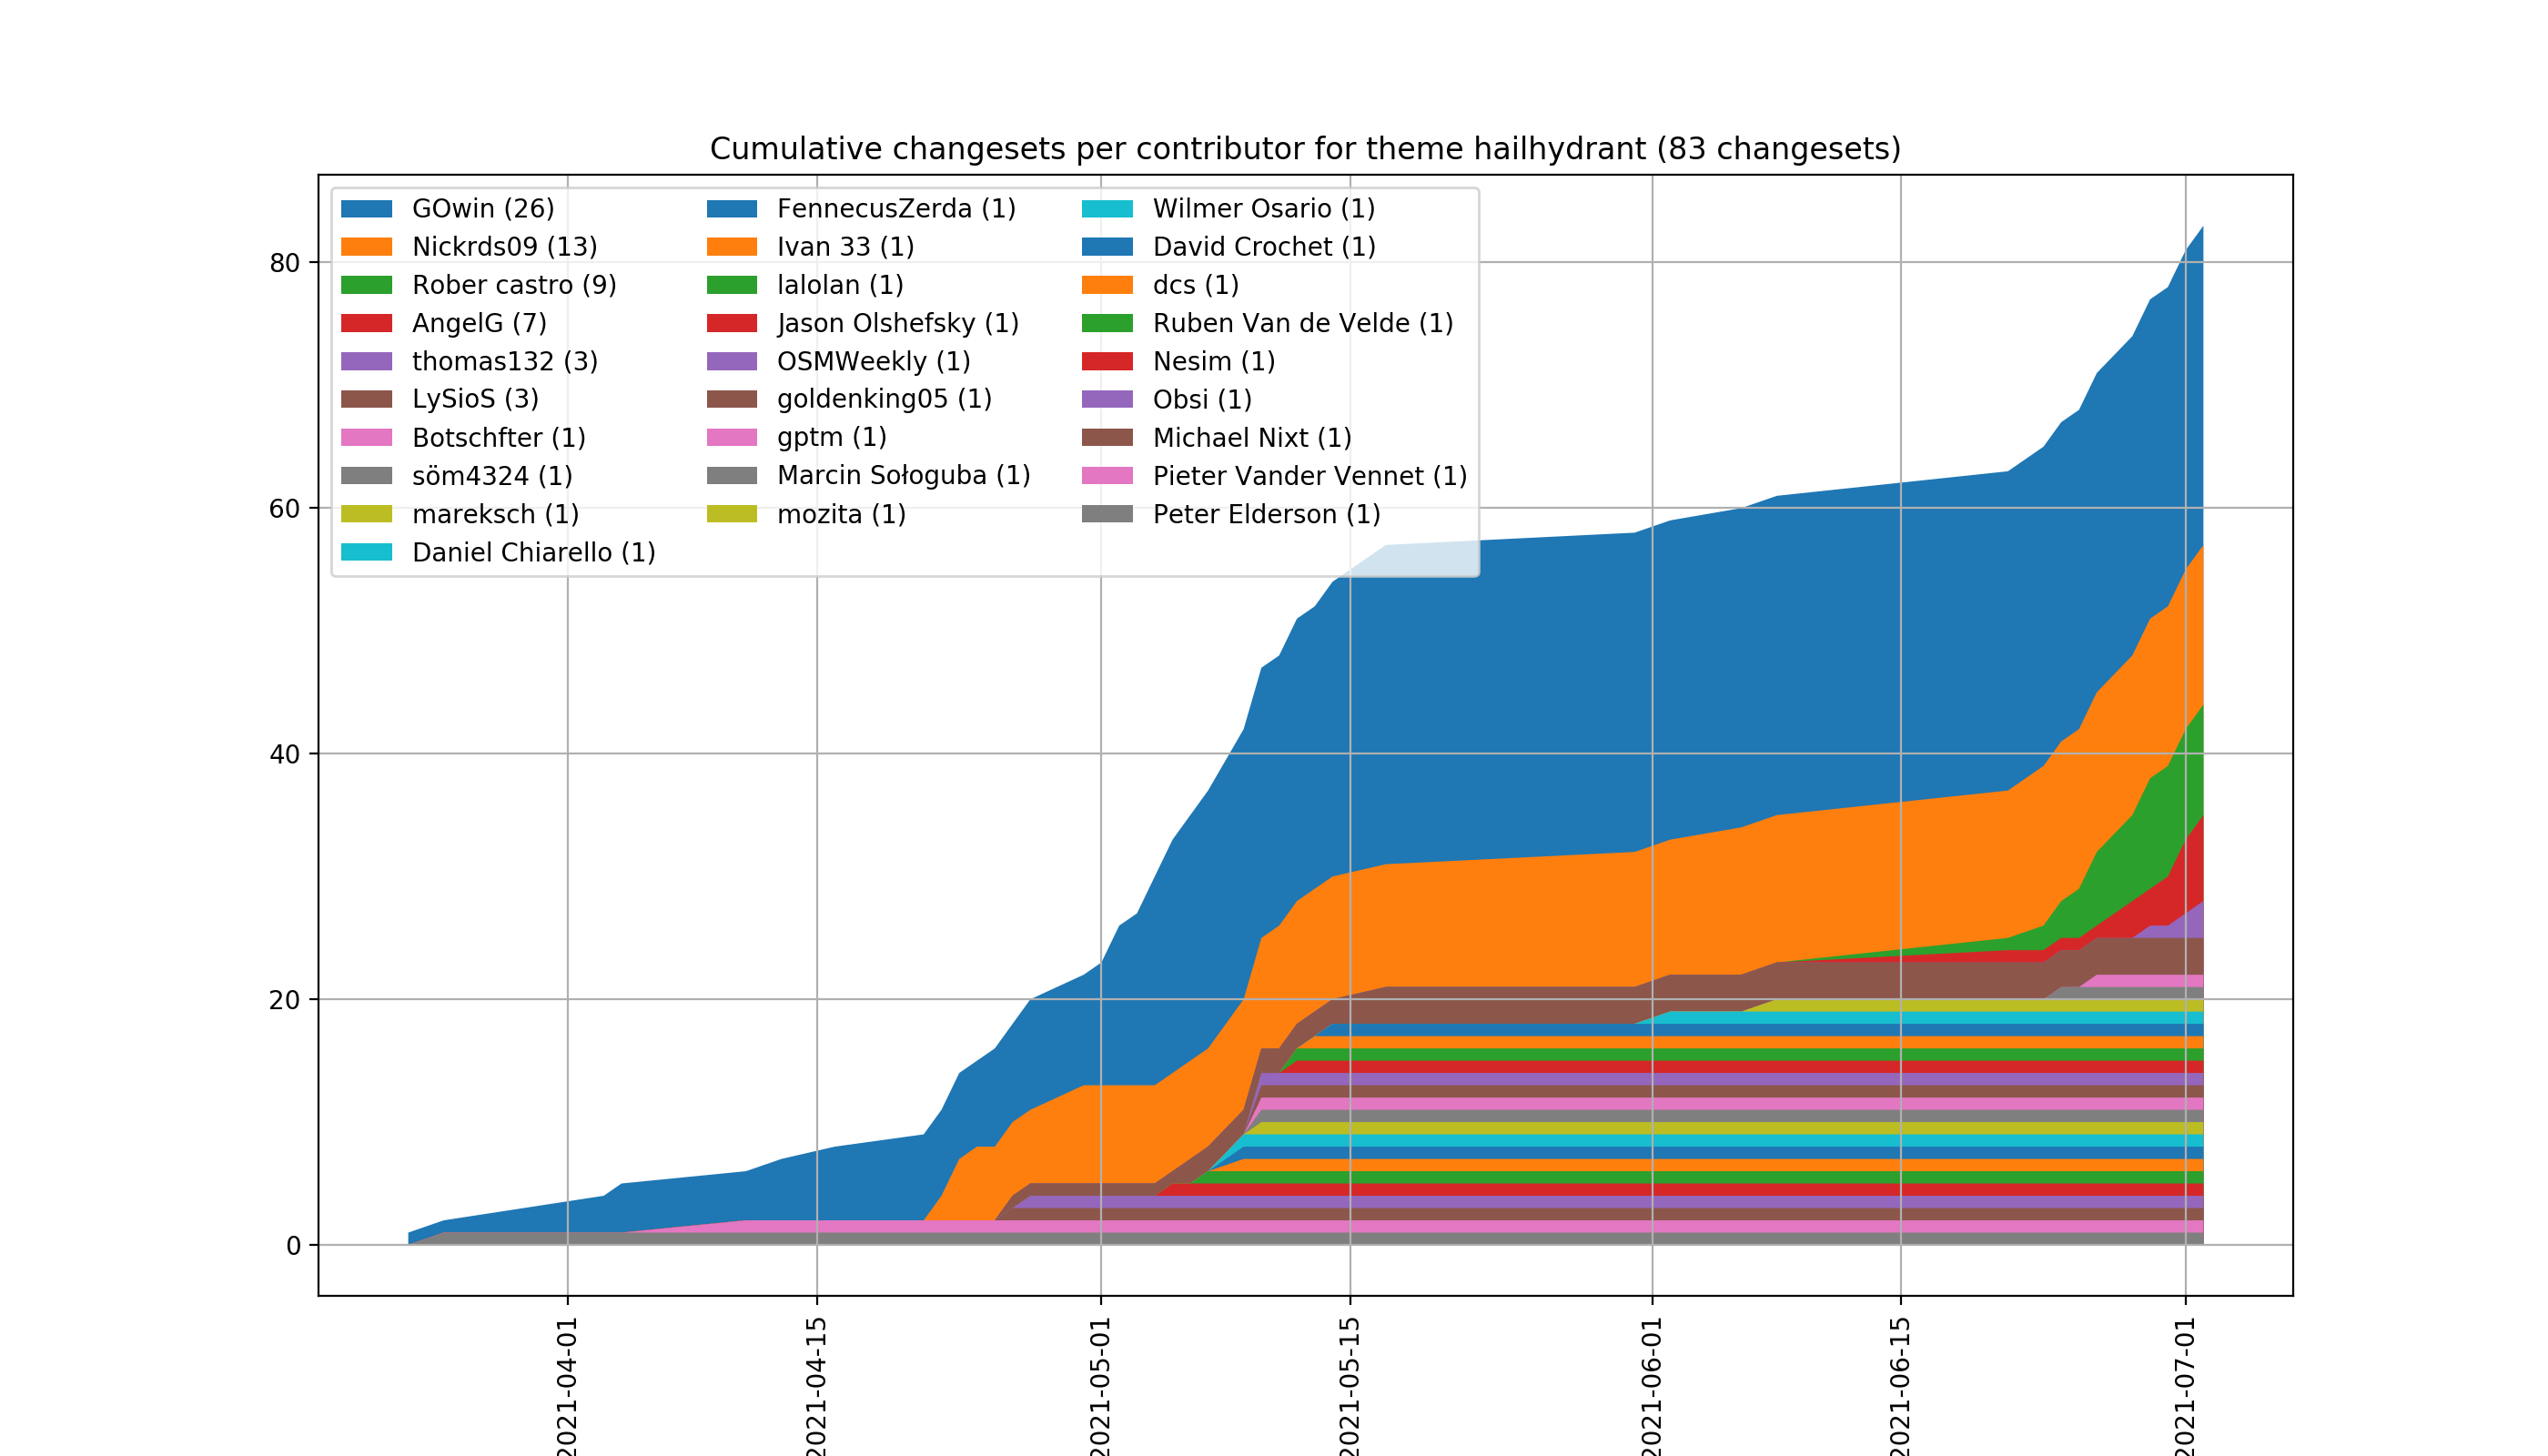 Cumulative changesets per contributor for theme hailhydrant (83 changesets)
GOwin (26)
Nickrds09 (13)
Rober castro (9)
AngelG (7)
thomas132 (3)
LySioS (3)
Botschfter (1)
söm4324 (1)
mareksch (1)
Daniel Chiarello (1)
FennecusZerda (1)
Ivan 33 (1)
lalolan (1)
Jason Olshefsky (1)
OSMWeekly (1)
goldenking05 (1)
gptm (1)
Marcin Sołoguba (1)
mozita (1)
Wilmer Osario (1)
David Crochet (1)
dcs (1)
Ruben Van de Velde (1)
Nesim (1)
Obsi (1)
Michael Nixt (1)
Pieter Vander Vennet (1)
Peter Elderson (1)
80
60
40
20
0
2021-04-01
2021-04-15
2021-05-01
2021-05-15
2021-06-01
2021-06-15
2021-07-01